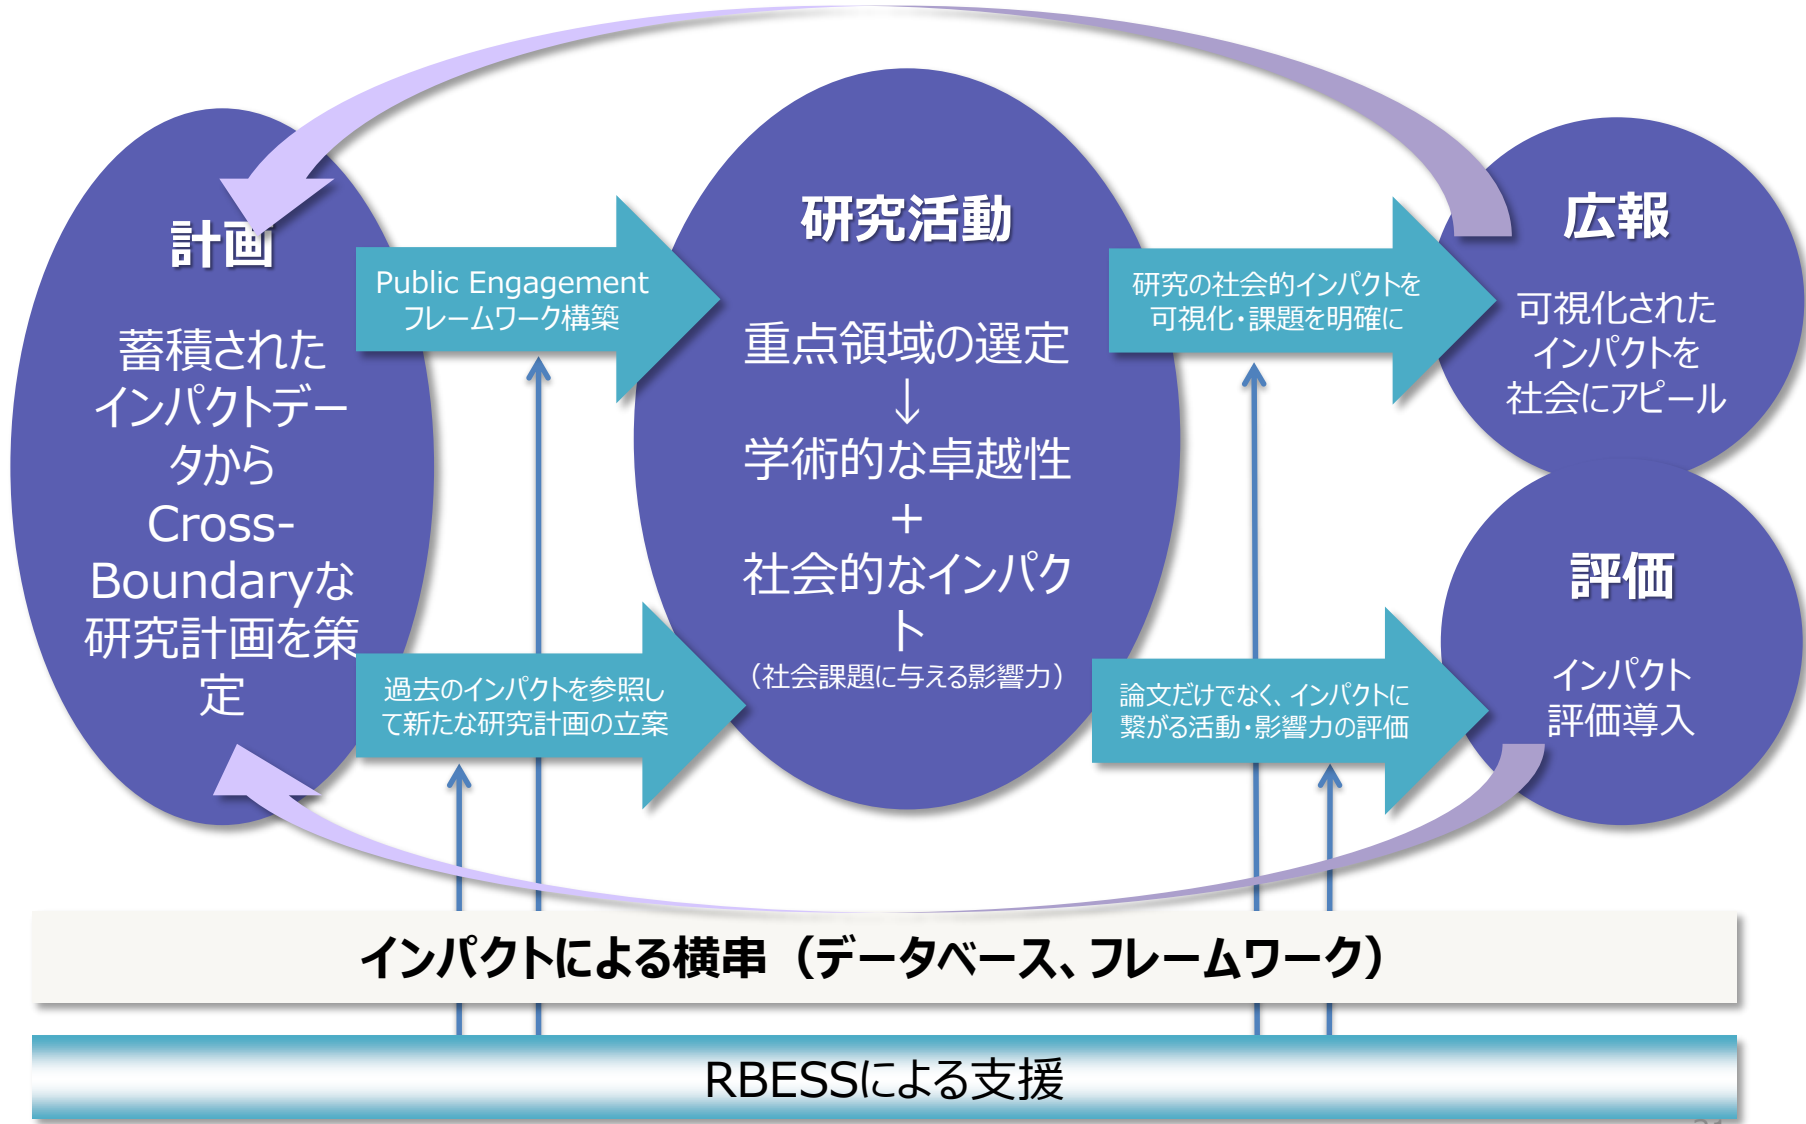 計画
蓄積された
インパクトデー
タから
Cross-
Boundaryな
研究計画を策
定
Public Engagement
フレームワーク構築
過去のインパクトを参照し
て新たな研究計画の立案
研究活動
重点領域の選定
↓
学術的な卓越性
＋
社会的なインパク
ト
（社会課題に与える影響力）
研究の社会的インパクトを
可視化・課題を明確に
論文だけでなく、インパクトに
繋がる活動・影響力の評価
広報
可視化された
インパクトを
社会にアピール
評価
インパクト
評価導入
インパクトによる横串（データベース、フレームワーク）
RBESSによる支援